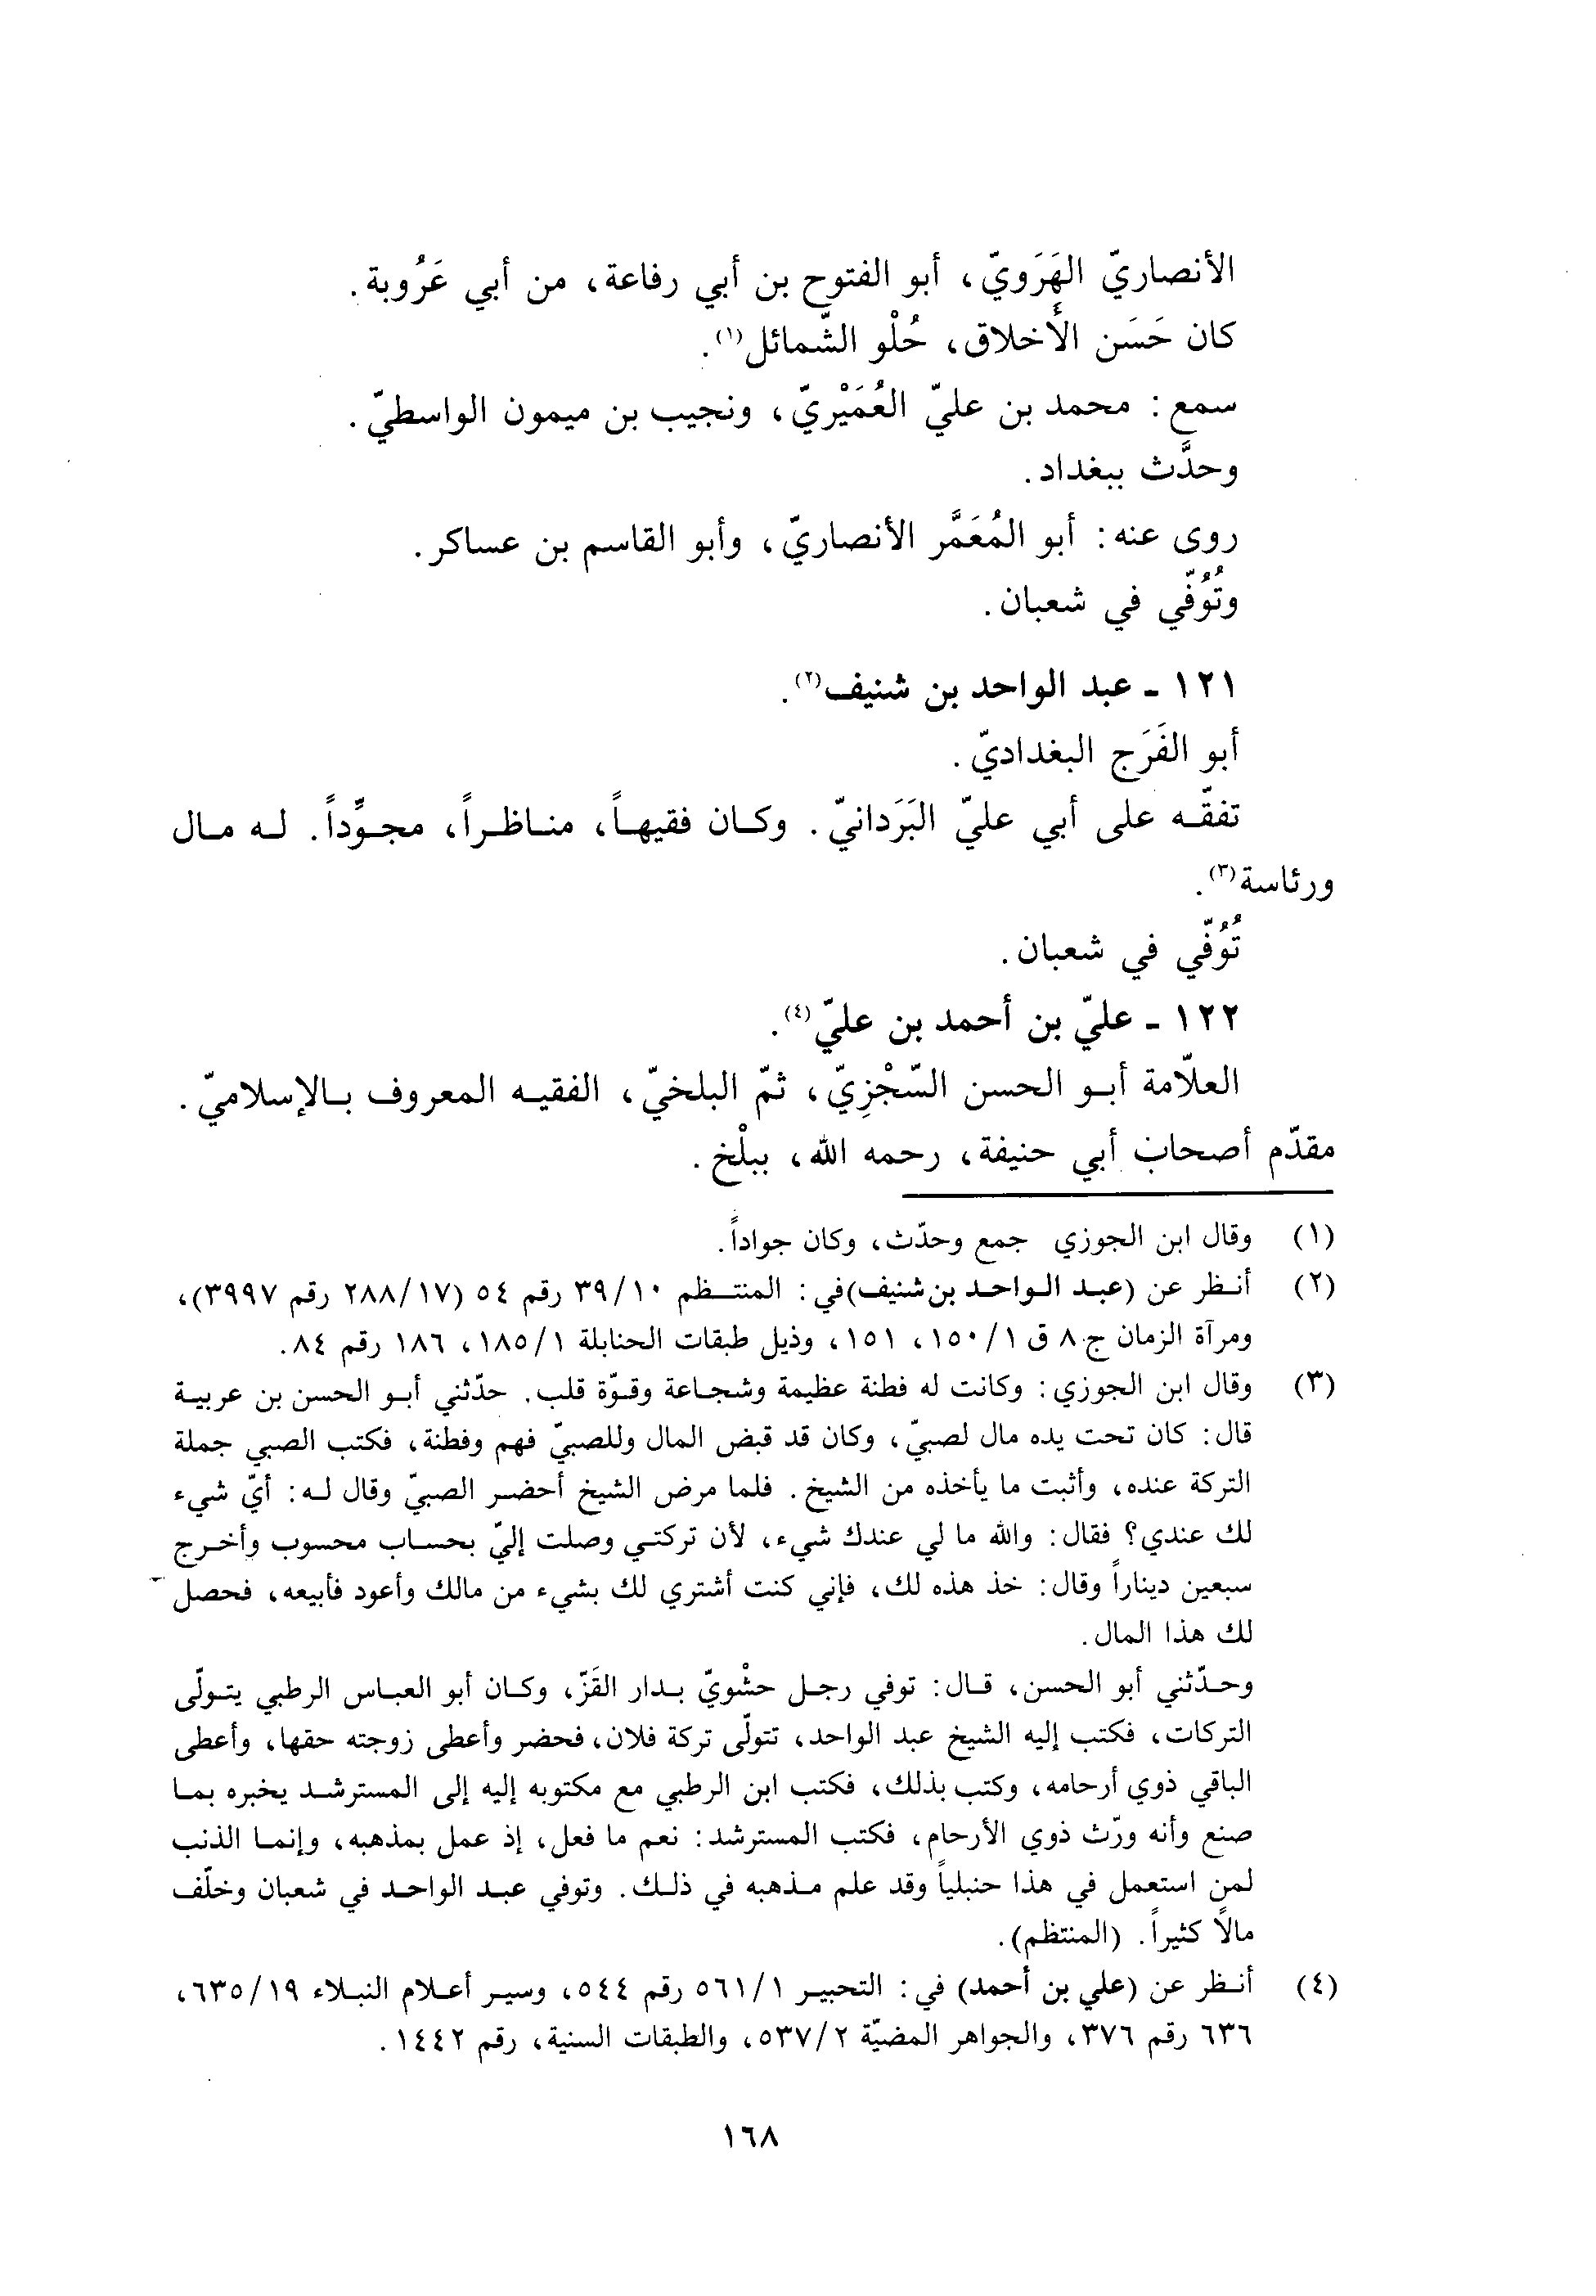 الأنصاريّ الهَرَويّ، أبو الفتوح بن أبي رفاعة، من أبي عَرُوبة.
كان حَسَن الأَخلاق، حُلْو الشّمائل(١).
سمع: محمد بن عليّ العُمَيْريّ، ونجيب بن ميمون الواسطيّ.
وحدَّث ببغداد.
روى عنه: أبو المُعَمَّر الأنصاريّ، وأبو القاسم بن عساكر.
وتُوُفّي في شعبان.
١٢١ - عبد الواحد بن شنيف(٢).
أبو الفَرَج البغداديّ.
تفقّه على أبي عليّ البَرَدانيّ. وكان فقيهاً، مناظراً، مجوِّداً. له مال
ورئاسة(٣).
تُوُفّي في شعبان.
١٢٢ - عليّ بن أحمد بن عليّ(٤).
العلاّمة أبو الحسن السّجْزِيّ، ثمّ البلخيّ، الفقيه المعروف بالإسلاميّ.
مقدّم أصحاب أبي حنيفة، رحمه الله، ببلْخ.
(١) وقال ابن الجوزي جمع وحدّث، وكان جواداً.
(٢) أنظر عن (عبد الواحد بن شنيف) في: المنتظم ٣٩/١٠ رقم ٥٤ (٢٨٨/١٧ رقم ٣٩٩٧)،
ومرآة الزمان ج ٨ ق ١٥٠/١، ١٥١، وذيل طبقات الحنابلة ١٨٥/١، ١٨٦ رقم ٨٤.
(٣) وقال ابن الجوزي: وكانت له فطنة عظيمة وشجاعة وقوّة قلب. حدّثني أبو الحسن بن عربية
قال: كان تحت يده مال لصبيّ، وكان قد قبض المال وللصبيّ فهم وفطنة، فكتب الصبي جملة
التركة عنده، وأثبت ما يأخذه من الشيخ. فلما مرض الشيخ أحضر الصبيّ وقال له: أيّ شيء
لك عندي؟ فقال: والله ما لي عندك شيء، لأن تركتي وصلت إليّ بحساب محسوب وأخرج
سبعين ديناراً وقال: خذ هذه لك، فإني كنت أشتري لك بشيء من مالك وأعود فأبيعه، فحصل
لك هذا المال.
وحدّثني أبو الحسن، قال: توفي رجل حشْويّ بدار القَزّ، وكان أبو العباس الرطبي يتولّى
التركات، فكتب إليه الشيخ عبد الواحد، تتولّى تركة فلان، فحضر وأعطى زوجته حقها، وأعطى
الباقي ذوي أرحامه، وكتب بذلك، فكتب ابن الرطبي مع مكتوبه إليه إلى المسترشد يخبره بما
صنع وأنه ورّث ذوي الأرحام، فكتب المسترشد: نعم ما فعل، إذ عمل بمذهبه، وإنما الذنب
لمن استعمل في هذا حنبلياً وقد علم مذهبه في ذلك. وتوفي عبد الواحد في شعبان وخلّف
مالاً كثيراً. (المنتظم).
(٤) أنظر عن (علي بن أحمد) في: التحبير ٥٦١/١ رقم ٥٤٤، وسير أعلام النبلاء ٦٣٥/١٩،
٦٣٦ رقم ٣٧٦، والجواهر المضيّة ٥٣٧/٢، والطبقات السنية، رقم ١٤٤٢.
١٦٨